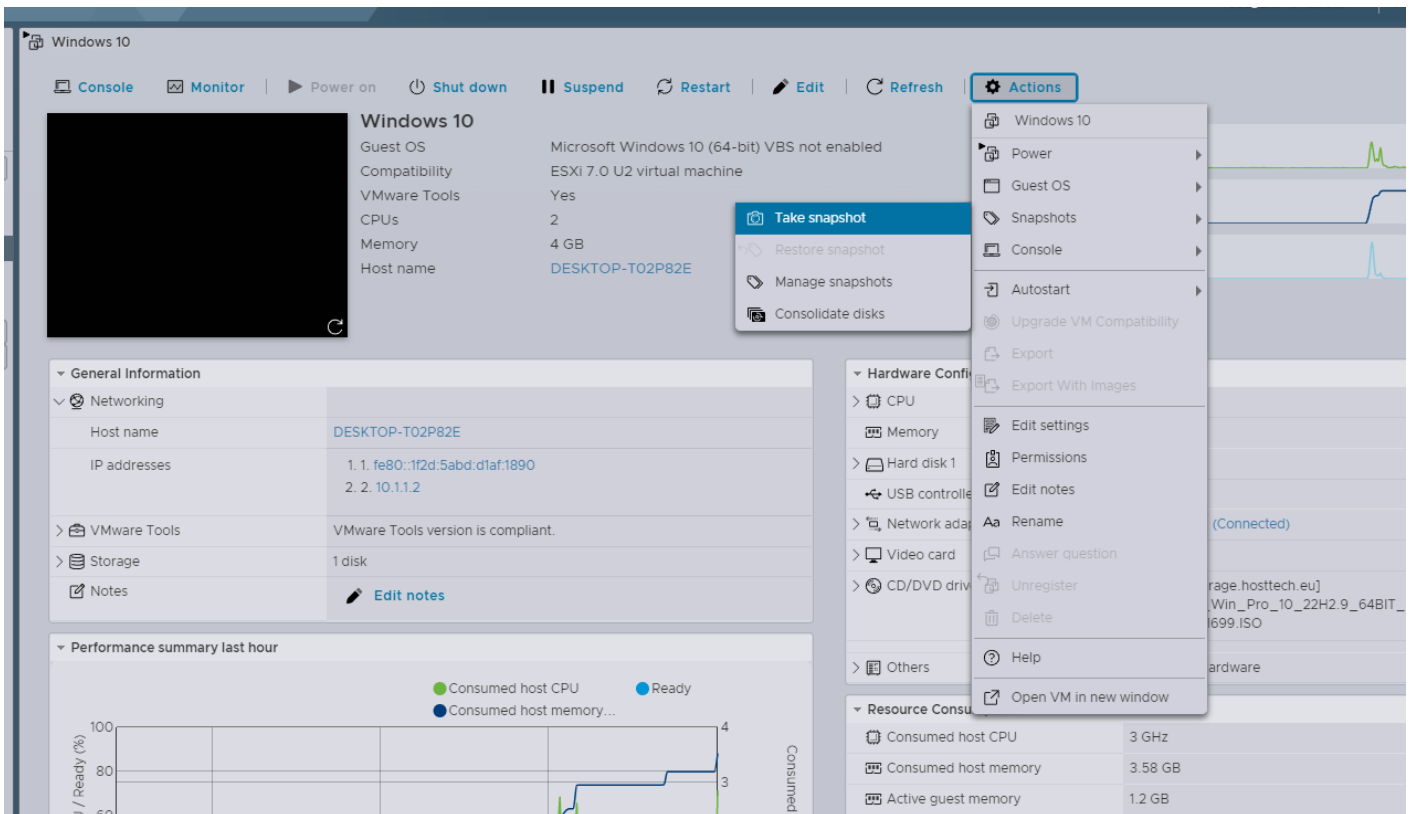 Windows 10
Console Monitor Power on Shut down Suspend Restart Edit Refresh Actions
Windows 10
Guest OS Microsoft Windows 10 (64-bit) VBS not enabled
Compatibility ESXi 7.0 U2 virtual machine
VMware Tools Yes
CPUs 2
Memory 4 GB
Host name DESKTOP-T02P82E
Take snapshot
Restore snapshot
Manage snapshots
Consolidate disks
Windows 10
Power
Guest OS
Snapshots
Console
Autostart
Upgrade VM Compatibility
Export
Export With Images
Edit settings
Permissions
Edit notes
Aa Rename
Answer question
Unregister
Delete
Help
Open VM in new window
General Information
Networking
Host name DESKTOP-T02P82E
IP addresses 1. 1. fe80::1f2d:5abd:d1af:1890
2. 2. 10.1.1.2
VMware Tools VMware Tools version is compliant.
Storage 1 disk
Notes Edit notes
Performance summary last hour
Consumed host CPU Ready
Consumed host memory...
100 4
80 3
60
/ Ready (%)
Consumed
Hardware
CPU
Memory
Hard disk 1
USB
Network (Connected)
Video card
CD/DVD rage.hosttech.eu]
_Win_Pro_10_22H2.9_64BIT_
1699.ISO
Others ardware
Resource
Consumed host CPU 3 GHz
Consumed host memory 3.58 GB
Active guest memory 1.2 GB